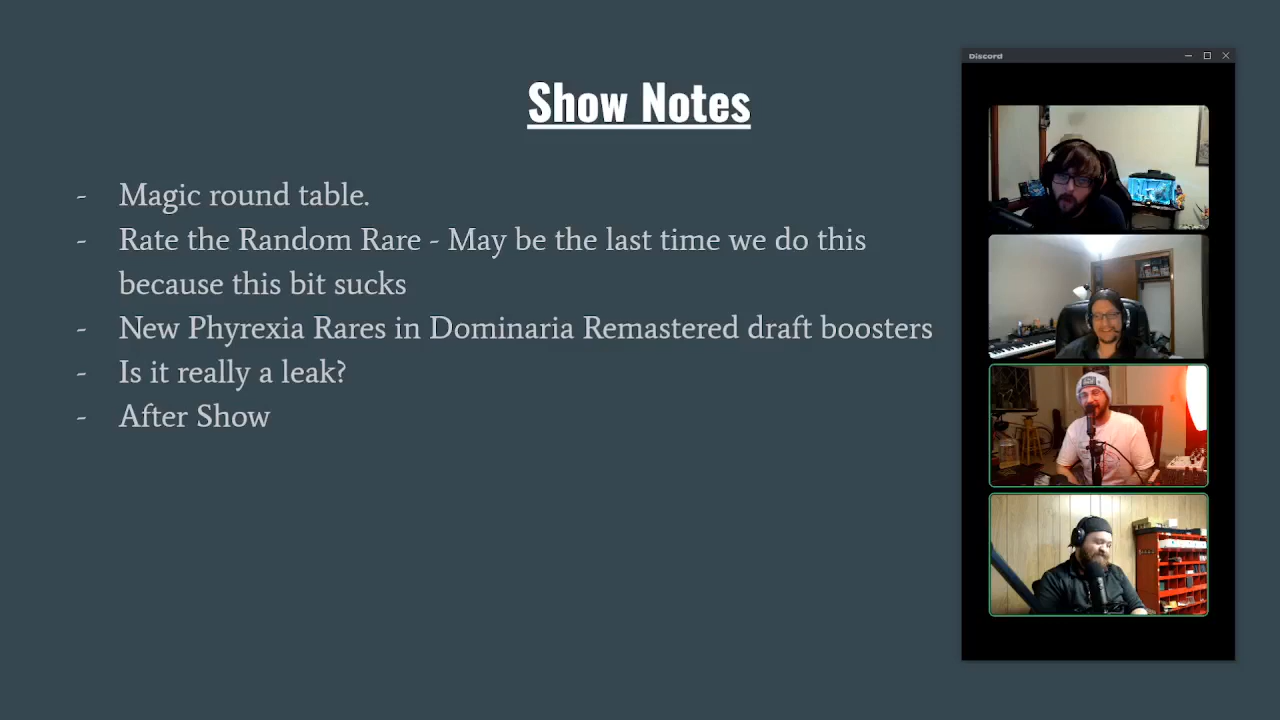 Discord
Show Notes
- Magic round table.
- Rate the Random Rare - May be the last time we do this
because this bit sucks
- New Phyrexia Rares in Dominaria Remastered draft boosters
- Is it really a leak?
- After Show